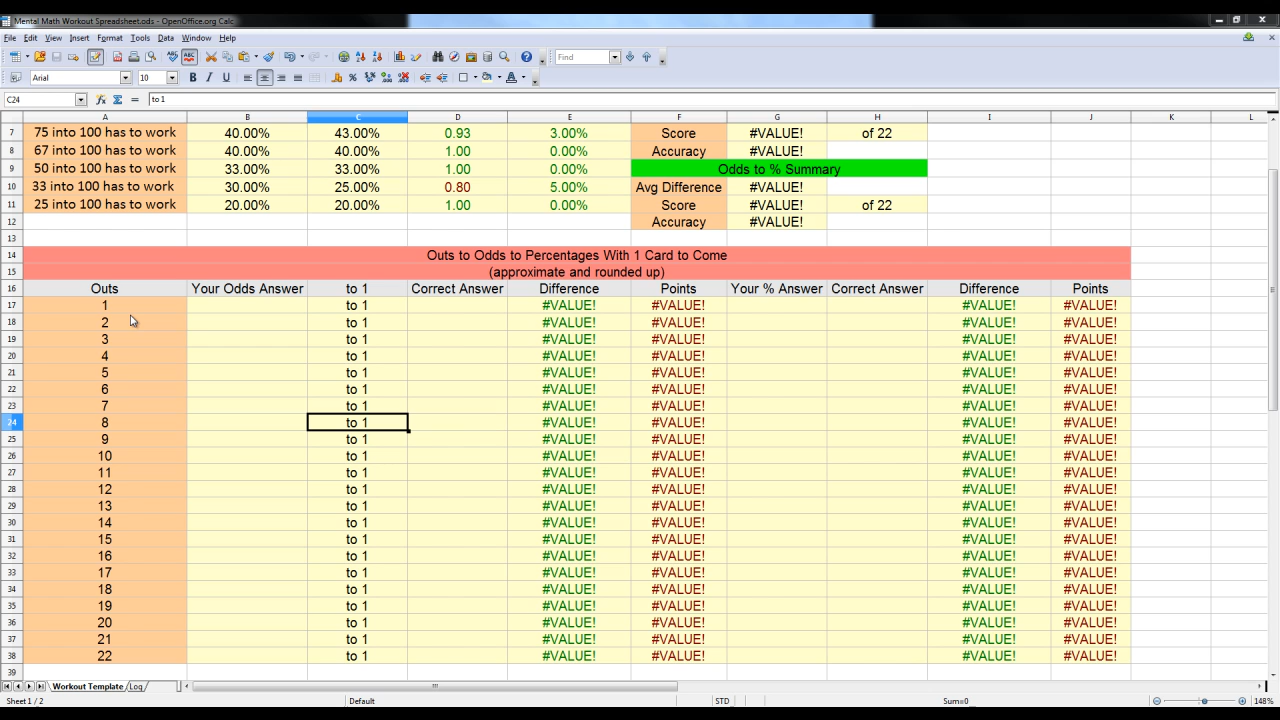 Mental Math Workout Spreadsheet.ods - OpenOffice.org Calc
File Edit View Insert Format Tools Data Window Help
Find
Arial 10
C24 to 1
A B C D E F G H I J K L
7 75 into 100 has to work 40.00% 43.00% 0.93 3.00% Score #VALUE! of 22
8 67 into 100 has to work 40.00% 40.00% 1.00 0.00% Accuracy #VALUE!
9 50 into 100 has to work 33.00% 33.00% 1.00 0.00% Odds to % Summary
10 33 into 100 has to work 30.00% 25.00% 0.80 5.00% Avg Difference #VALUE!
11 25 into 100 has to work 20.00% 20.00% 1.00 0.00% Score #VALUE! of 22
12 Accuracy #VALUE!
13
14 Outs to Odds to Percentages With 1 Card to Come
15 (approximate and rounded up)
16 Outs Your Odds Answer to 1 Correct Answer Difference Points Your % Answer Correct Answer Difference Points
17 1 to 1 #VALUE! #VALUE! #VALUE! #VALUE!
18 2 to 1 #VALUE! #VALUE! #VALUE! #VALUE!
19 3 to 1 #VALUE! #VALUE! #VALUE! #VALUE!
20 4 to 1 #VALUE! #VALUE! #VALUE! #VALUE!
21 5 to 1 #VALUE! #VALUE! #VALUE! #VALUE!
22 6 to 1 #VALUE! #VALUE! #VALUE! #VALUE!
23 7 to 1 #VALUE! #VALUE! #VALUE! #VALUE!
24 8 to 1 #VALUE! #VALUE! #VALUE! #VALUE!
25 9 to 1 #VALUE! #VALUE! #VALUE! #VALUE!
26 10 to 1 #VALUE! #VALUE! #VALUE! #VALUE!
27 11 to 1 #VALUE! #VALUE! #VALUE! #VALUE!
28 12 to 1 #VALUE! #VALUE! #VALUE! #VALUE!
29 13 to 1 #VALUE! #VALUE! #VALUE! #VALUE!
30 14 to 1 #VALUE! #VALUE! #VALUE! #VALUE!
31 15 to 1 #VALUE! #VALUE! #VALUE! #VALUE!
32 16 to 1 #VALUE! #VALUE! #VALUE! #VALUE!
33 17 to 1 #VALUE! #VALUE! #VALUE! #VALUE!
34 18 to 1 #VALUE! #VALUE! #VALUE! #VALUE!
35 19 to 1 #VALUE! #VALUE! #VALUE! #VALUE!
36 20 to 1 #VALUE! #VALUE! #VALUE! #VALUE!
37 21 to 1 #VALUE! #VALUE! #VALUE! #VALUE!
38 22 to 1 #VALUE! #VALUE! #VALUE! #VALUE!
39
Workout Template Log
Sheet 1 / 2 Default STD Sum=0 148%